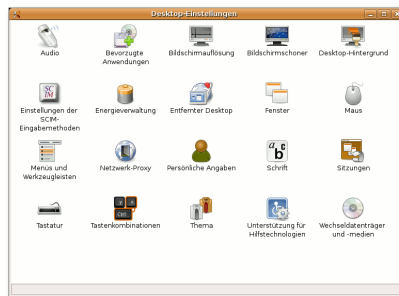 Desktop-Einstellungen
Audio
Bevorzugte
Anwendungen
Bildschirmauflösung
Bildschirmschoner
Desktop-Hintergrund
SC
IM
Einstellungen der
SCIM-
Eingabemethoden
Energieverwaltung
Entfernter Desktop
Fenster
Maus
Menüs und
Werkzeugleisten
Netzwerk-Proxy
Persönliche Angaben
a b c
Schrift
Sitzungen
Tastatur
Ctrl
Tastenkombinationen
Thema
Unterstützung für
Hilfstechnologien
Wechseldatenträger
und -medien